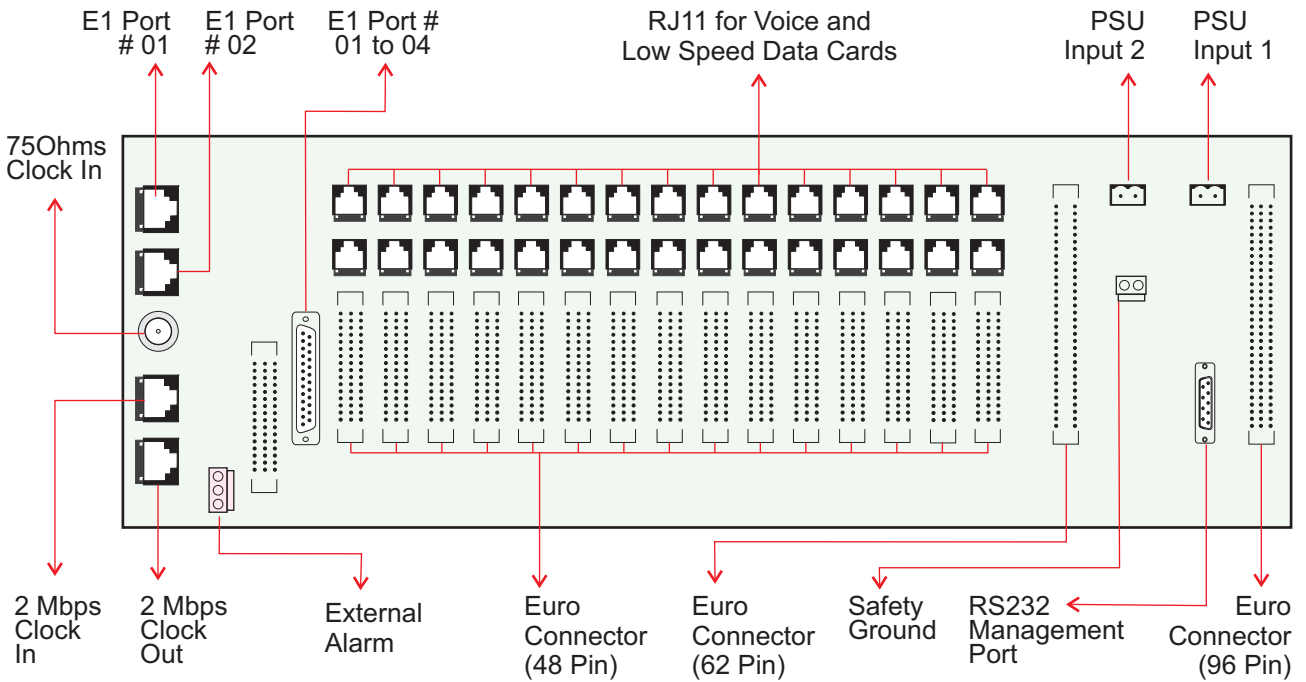 E1 Port
# 01
E1 Port
# 02
E1 Port #
01 to 04
RJ11 for Voice and
Low Speed Data Cards
PSU
Input 2
PSU
Input 1
75Ohms
Clock In
2 Mbps
Clock
In
2 Mbps
Clock
Out
External
Alarm
Euro
Connector
(48 Pin)
Euro
Connector
(62 Pin)
Safety
Ground
RS232
Management
Port
Euro
Connector
(96 Pin)